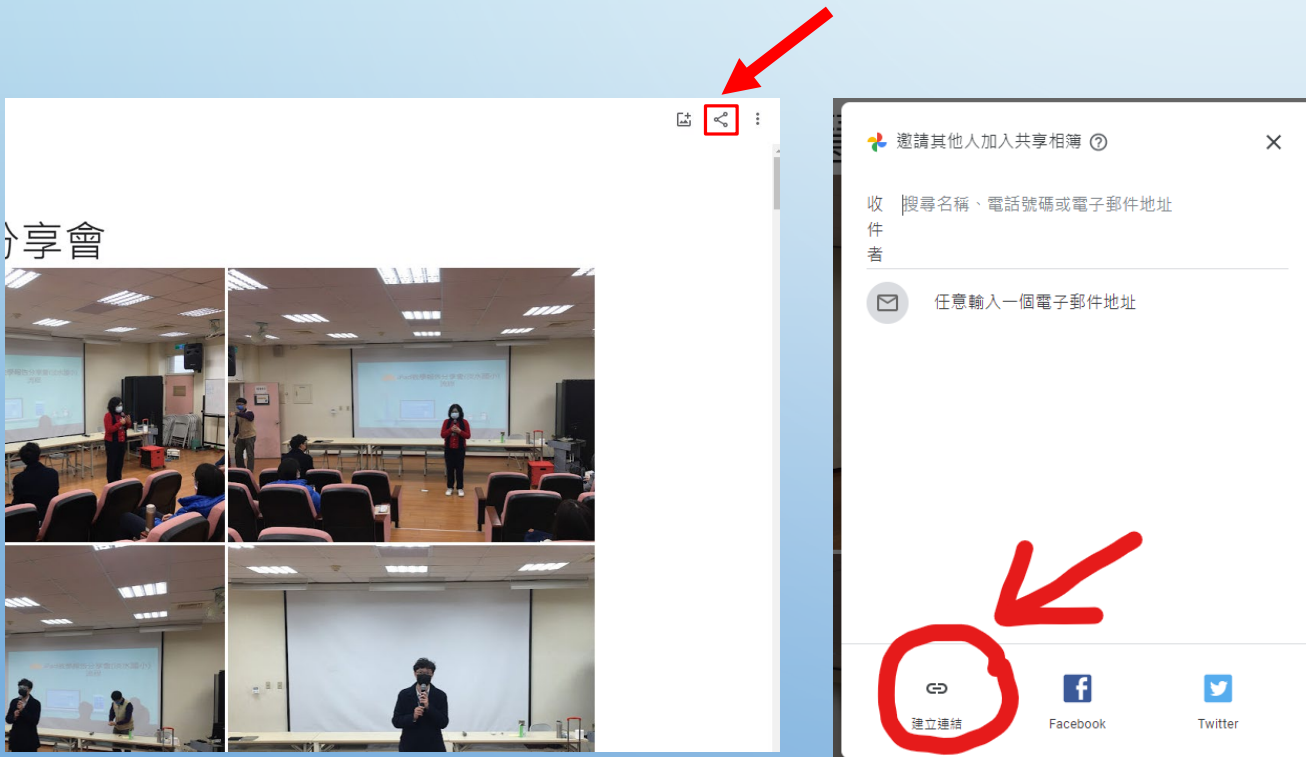 分享會
邀請其他人加入共享相簿
收件者
搜尋名稱、電話號碼或電子郵件地址
任意輸入一個電子郵件地址
建立連結
Facebook
Twitter